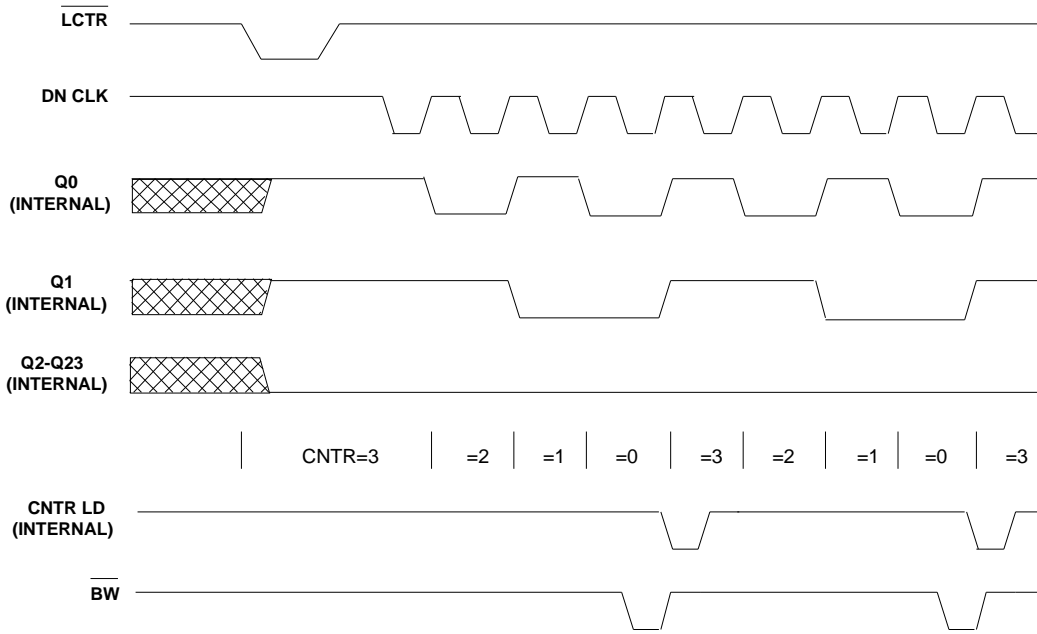 LCTR
DN CLK
Q0
(INTERNAL)
Q1
(INTERNAL)
Q2-Q23
(INTERNAL)
CNTR=3 =2 =1 =0 =3 =2 =1 =0 =3
CNTR LD
(INTERNAL)
BW